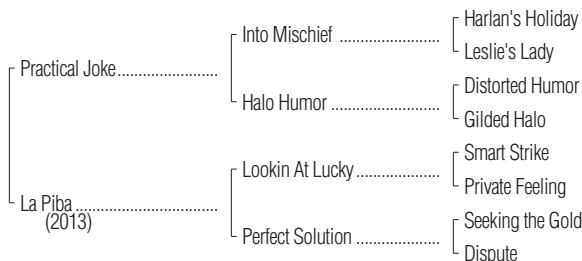 Harlan's Holiday
Into Mischief ....................
Leslie's Lady
Practical Joke.........................
Distorted Humor
Halo Humor ......................
Gilded Halo
Smart Strike
Lookin At Lucky ................
Private Feeling
La Piba ...................................
(2013)
Seeking the Gold
Perfect Solution .................
Dispute